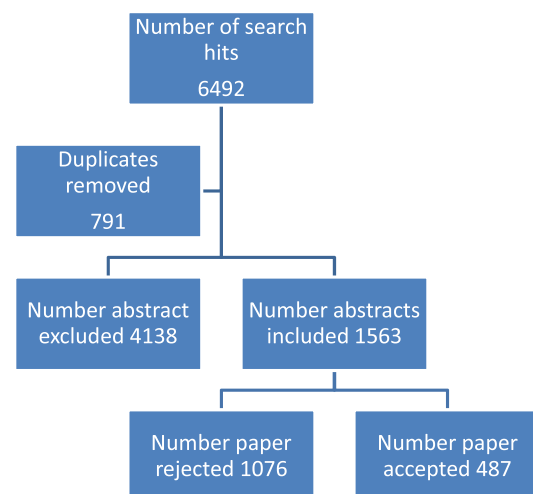 Number of search
hits
6492
Duplicates
removed
791
Number abstract
excluded 4138
Number abstracts
included 1563
Number paper
rejected 1076
Number paper
accepted 487